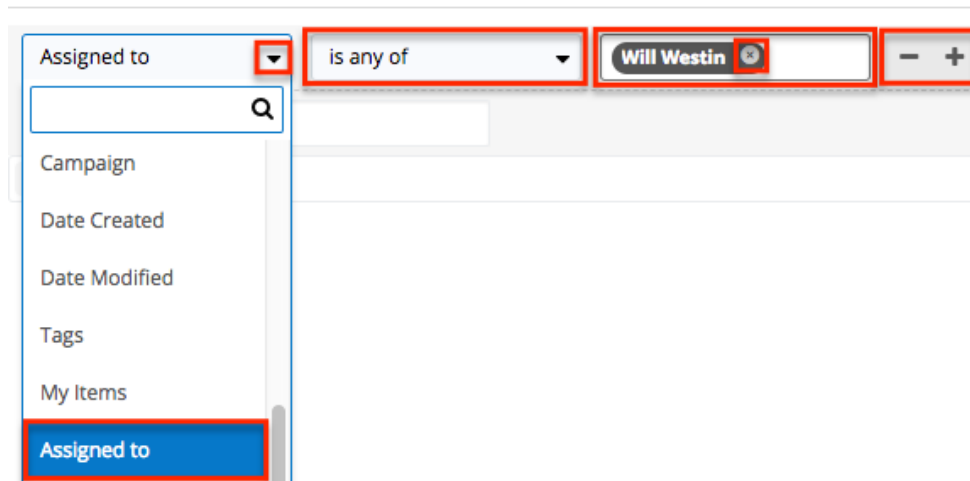 Assigned to is any of Will Westin − +
Campaign
Date Created
Date Modified
Tags
My Items
Assigned to